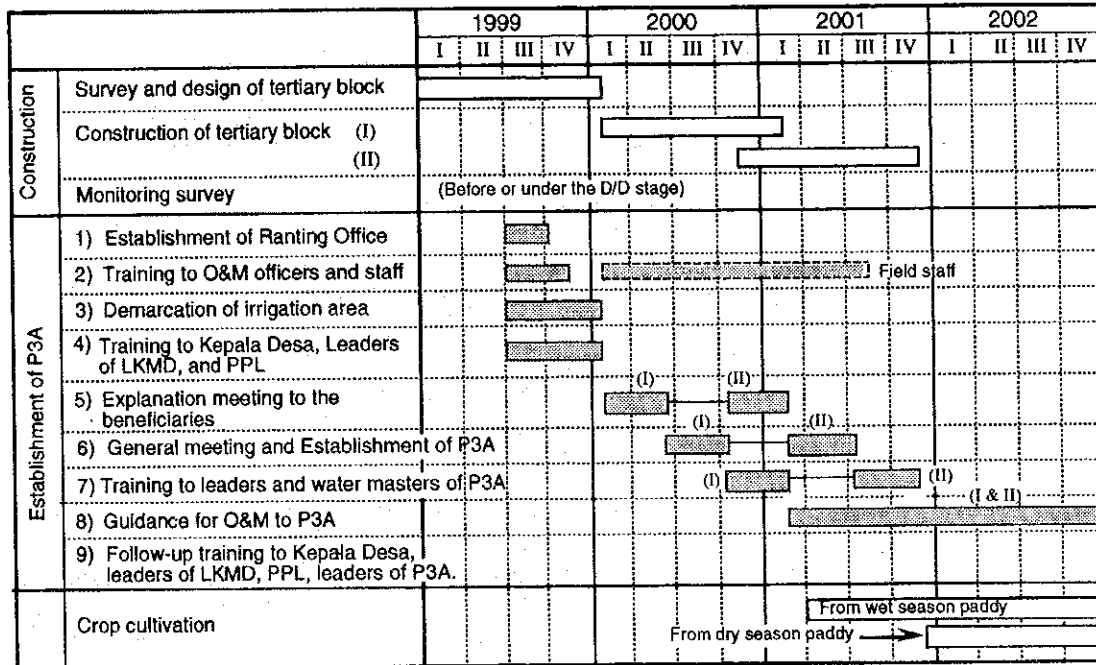 1999 2000 2001 2002
I II III IV I II III IV I II III IV I II III IV
Construction
Survey and design of tertiary block
Construction of tertiary block (I)
(II)
Monitoring survey (Before or under the D/D stage)
Establishment of P3A
1) Establishment of Ranting Office
2) Training to O&M officers and staff Field staff
3) Demarcation of irrigation area
4) Training to Kepala Desa, Leaders
of LKMD, and PPL
(I) (II)
5) Explanation meeting to the
beneficiaries
(I) (II)
6) General meeting and Establishment of P3A
7) Training to leaders and water masters of P3A (I) (II)
(I & II)
8) Guidance for O&M to P3A
9) Follow-up training to Kepala Desa,
leaders of LKMD, PPL, leaders of P3A.
From wet season paddy
Crop cultivation
From dry season paddy